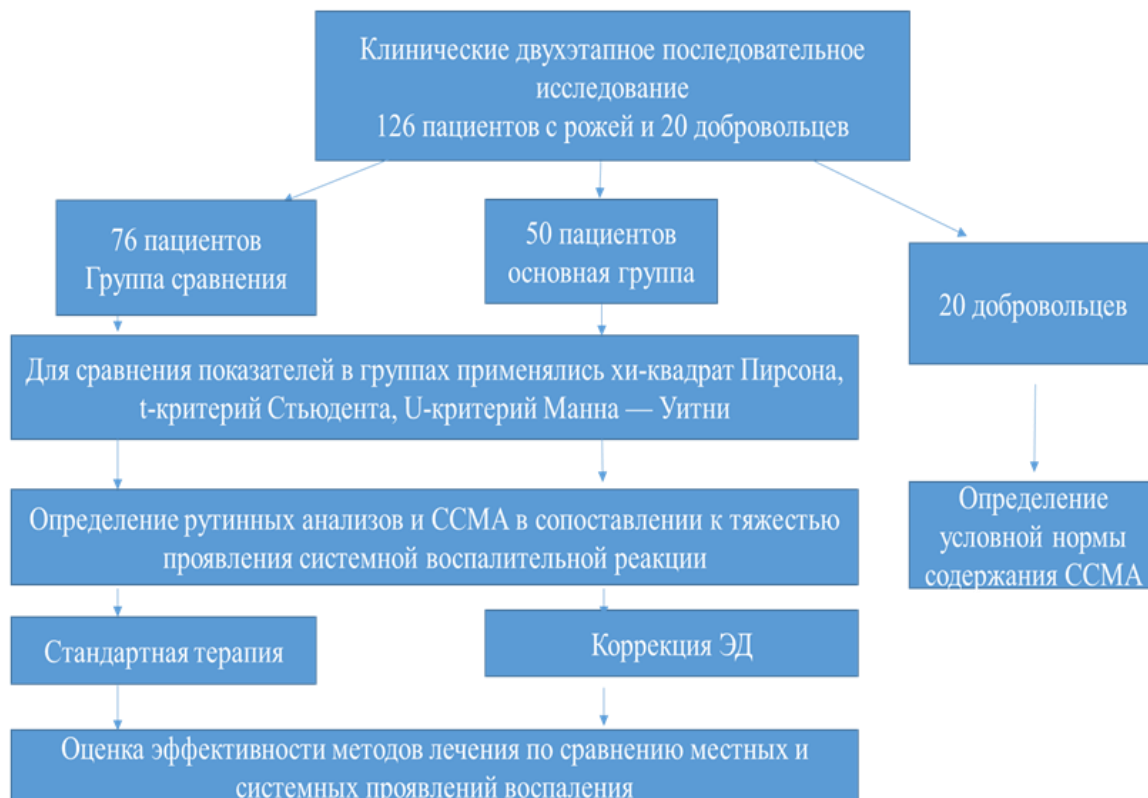 Клинические двухэтапное последовательное
исследование
126 пациентов с рожей и 20 добровольцев
76 пациентов
Группа сравнения
50 пациентов
основная группа
20 добровольцев
Для сравнения показателей в группах применялись хи-квадрат Пирсона,
t-критерий Стьюдента, U-критерий Манна — Уитни
Определение рутинных анализов и ССМА в сопоставлении к тяжестью
проявления системной воспалительной реакции
Определение
условной нормы
содержания ССМА
Стандартная терапия
Коррекция ЭД
Оценка эффективности методов лечения по сравнению местных и
системных проявлений воспаления